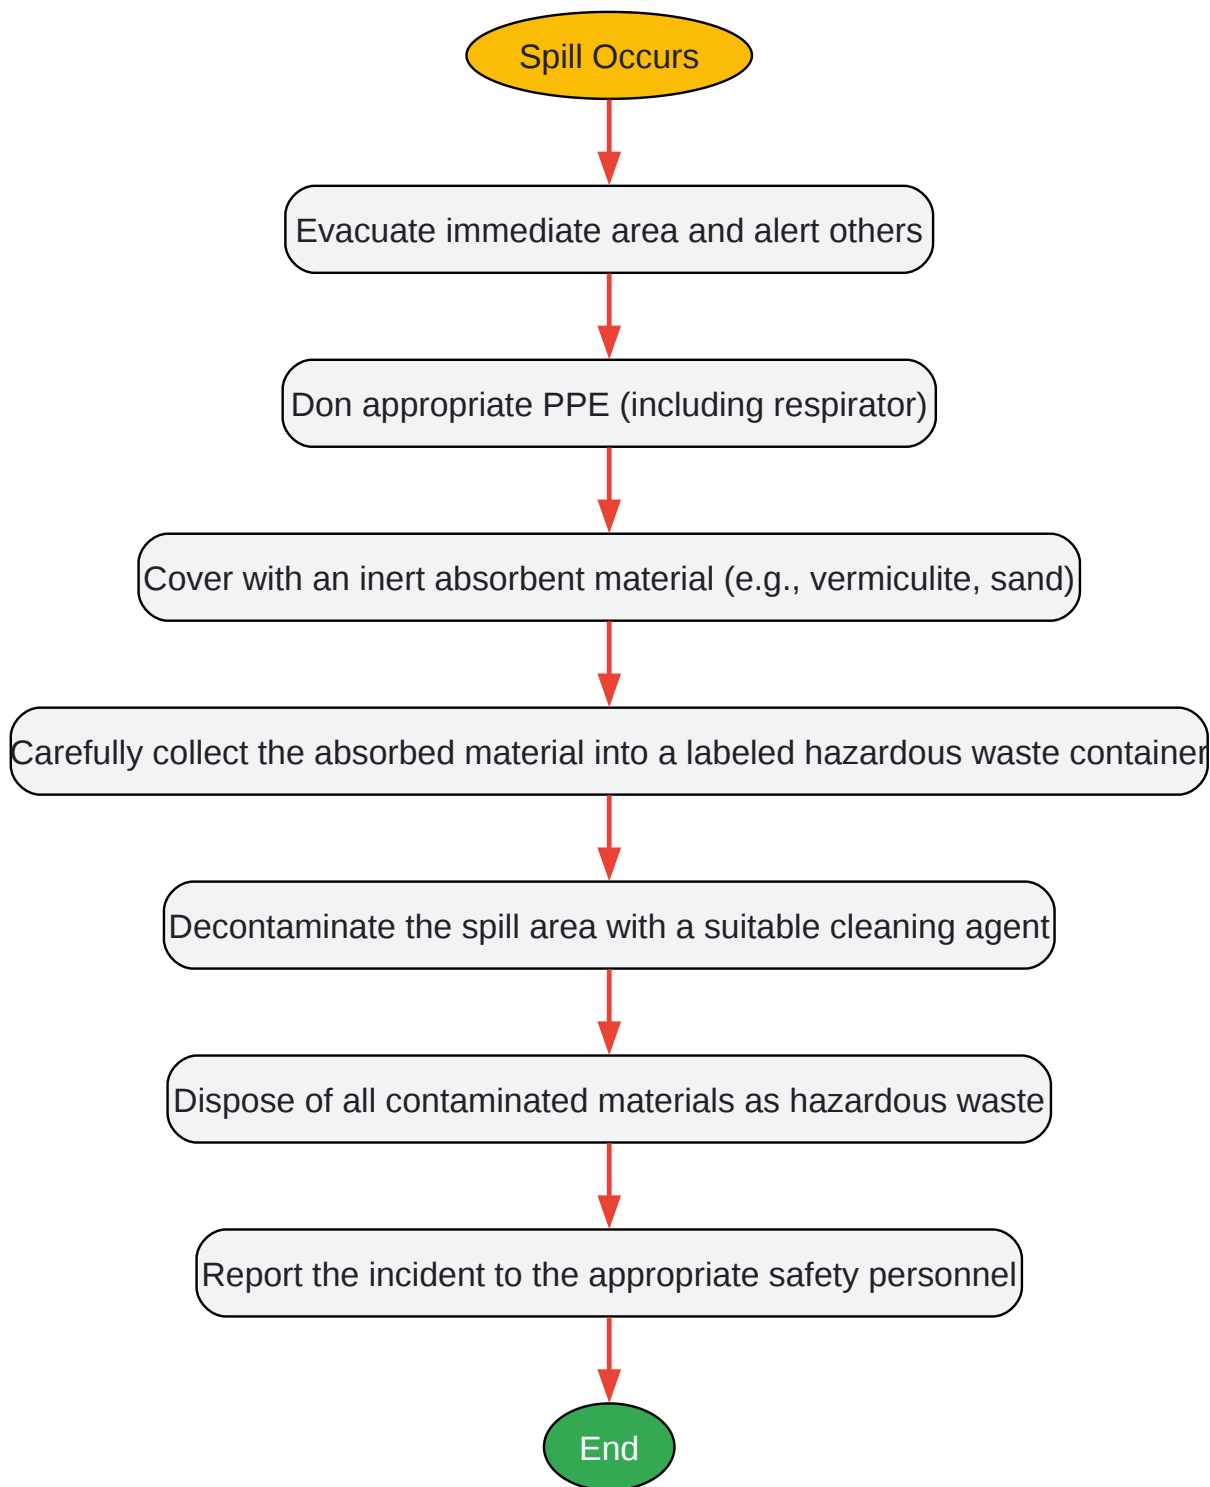 Spill Occurs
Evacuate immediate area and alert others
Don appropriate PPE (including respirator)
Cover with an inert absorbent material (e.g., vermiculite, sand)
Carefully collect the absorbed material into a labeled hazardous waste container
Decontaminate the spill area with a suitable cleaning agent
Dispose of all contaminated materials as hazardous waste
Report the incident to the appropriate safety personnel
End